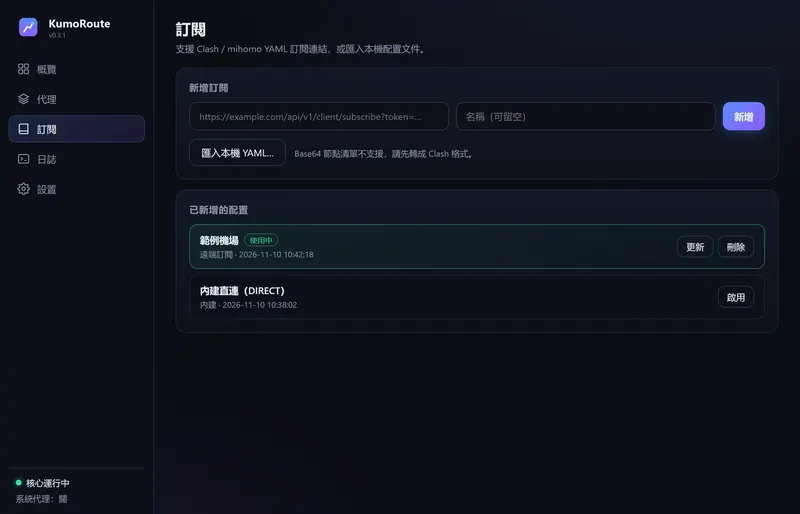 KumoRoute
v0.3.1
概覽
代理
訂閱
日誌
設置
核心運行中
系統代理：關
訂閱
支援 Clash / mihomo YAML 訂閱連結，或匯入本機配置文件。
新增訂閱
https://example.com/api/v1/client/subscribe?token=...
名稱（可留空）
新增
匯入本機 YAML...
Base64 節點清單不支援，請先轉成 Clash 格式。
已新增的配置
範例機場 使用中
遠端訂閱 · 2026-11-10 10:42:18
更新
刪除
內建直連（DIRECT）
內建 · 2026-11-10 10:38:02
啟用